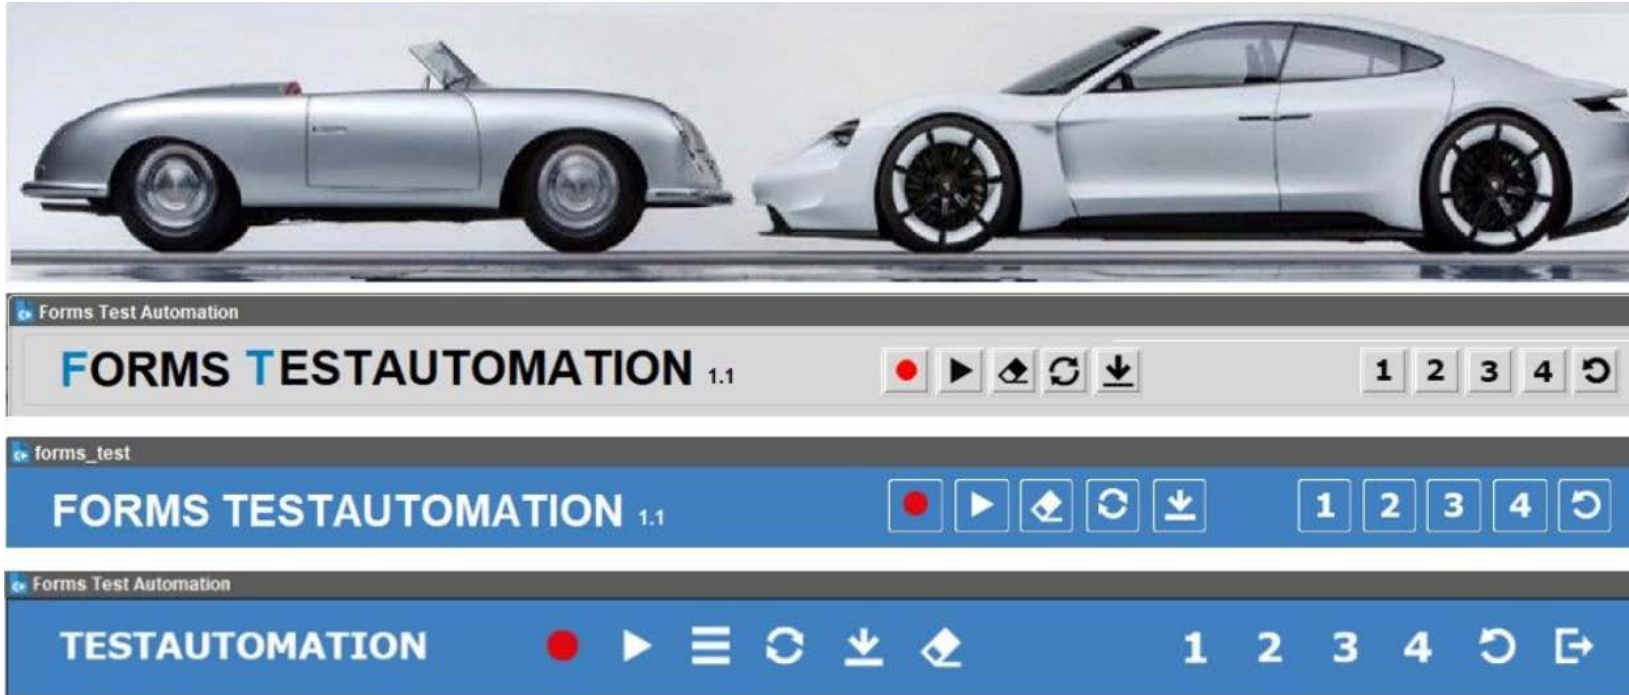 Forms Test Automation
FORMS TESTAUTOMATION 1.1
1 2 3 4
forms_test
FORMS TESTAUTOMATION 1.1
1 2 3 4
Forms Test Automation
TESTAUTOMATION
1 2 3 4